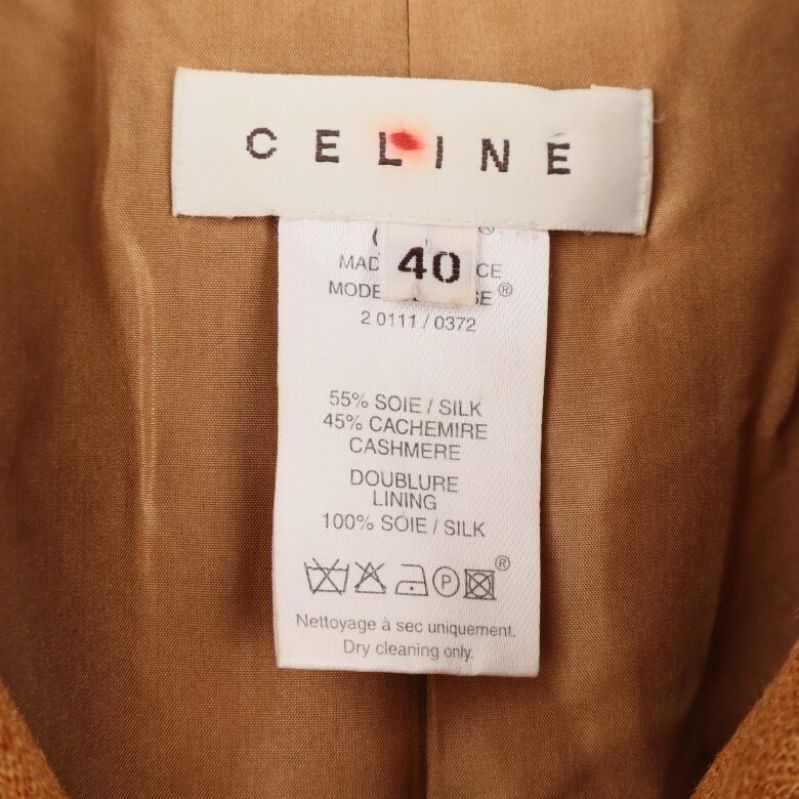 CELINE
40
MAD CE
MODE SE ®
2 0111 / 0372
55% SOIE / SILK
45% CACHEMIRE
CASHMERE
DOUBLURE
LINING
100% SOIE / SILK
P ®
Nettoyage à sec uniquement.
Dry cleaning only.